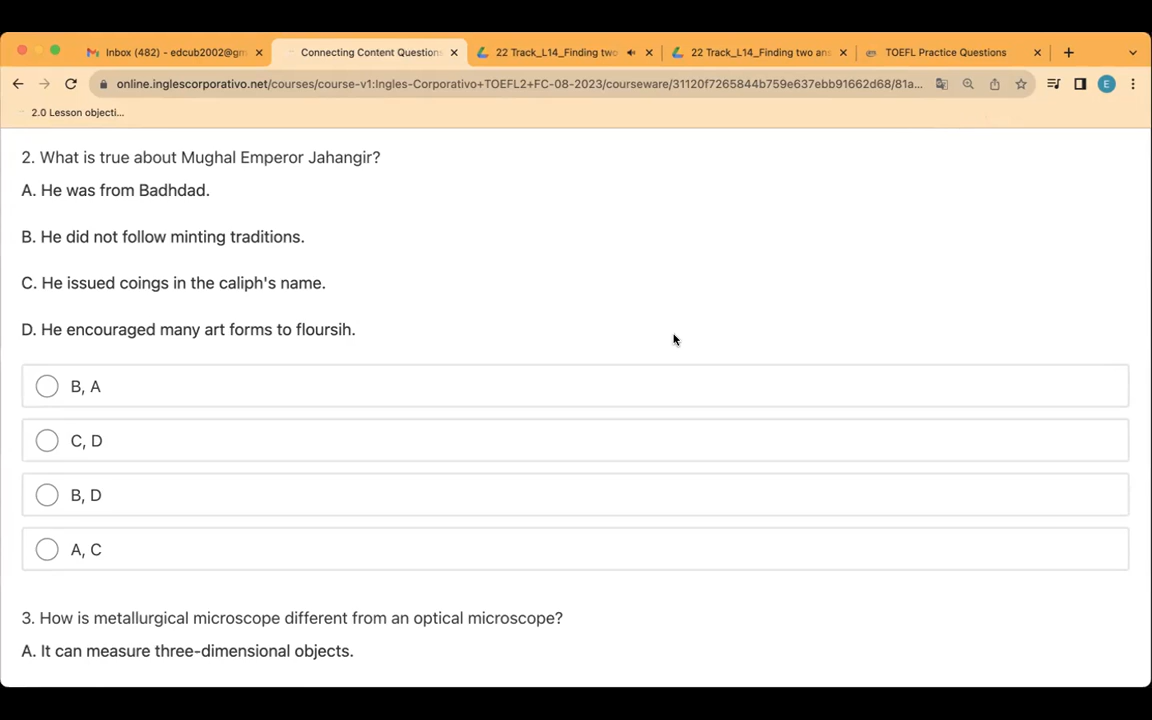 Inbox (482) - edcub2002@gm
Connecting Content Questions
22 Track_L14_Finding two
22 Track_L14_Finding two ans
TOEFL Practice Questions
online.inglescorporativo.net/courses/course-v1:Ingles-Corporativo+TOEFL2+FC-08-2023/courseware/31120f7265844b759e637ebb91662d68/81a...
E
2.0 Lesson objecti...
2. What is true about Mughal Emperor Jahangir?
A. He was from Badhdad.
B. He did not follow minting traditions.
C. He issued coings in the caliph's name.
D. He encouraged many art forms to floursih.
B, A
C, D
B, D
A, C
3. How is metallurgical microscope different from an optical microscope?
A. It can measure three-dimensional objects.